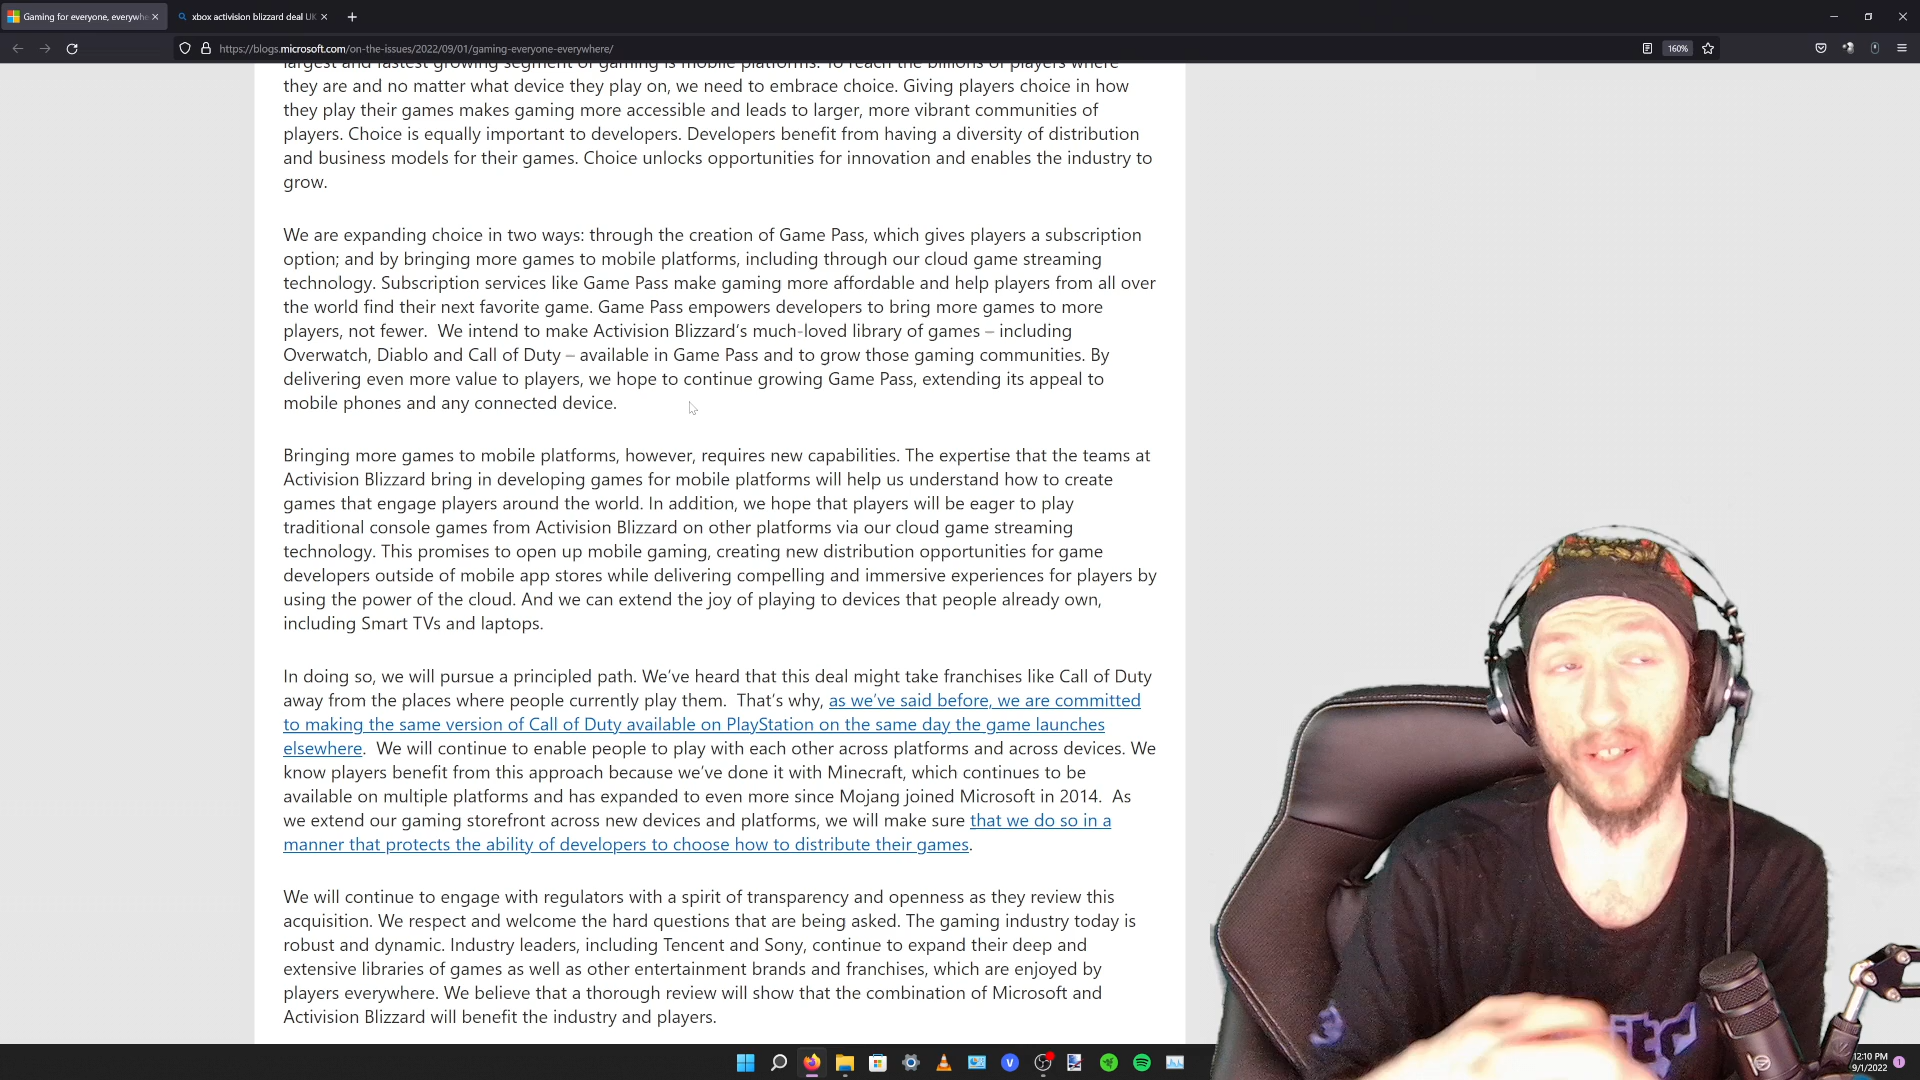 Gaming for everyone, everywhe
xbox activision blizzard deal UK
https://blogs.microsoft.com/on-the-issues/2022/09/01/gaming-everyone-everywhere/
160%
largest and fastest growing segment of gaming is mobile platforms. To reach the billions of players where
they are and no matter what device they play on, we need to embrace choice. Giving players choice in how
they play their games makes gaming more accessible and leads to larger, more vibrant communities of
players. Choice is equally important to developers. Developers benefit from having a diversity of distribution
and business models for their games. Choice unlocks opportunities for innovation and enables the industry to
grow.
We are expanding choice in two ways: through the creation of Game Pass, which gives players a subscription
option; and by bringing more games to mobile platforms, including through our cloud game streaming
technology. Subscription services like Game Pass make gaming more affordable and help players from all over
the world find their next favorite game. Game Pass empowers developers to bring more games to more
players, not fewer.  We intend to make Activision Blizzard’s much-loved library of games – including
Overwatch, Diablo and Call of Duty – available in Game Pass and to grow those gaming communities. By
delivering even more value to players, we hope to continue growing Game Pass, extending its appeal to
mobile phones and any connected device.
Bringing more games to mobile platforms, however, requires new capabilities. The expertise that the teams at
Activision Blizzard bring in developing games for mobile platforms will help us understand how to create
games that engage players around the world. In addition, we hope that players will be eager to play
traditional console games from Activision Blizzard on other platforms via our cloud game streaming
technology. This promises to open up mobile gaming, creating new distribution opportunities for game
developers outside of mobile app stores while delivering compelling and immersive experiences for players by
using the power of the cloud. And we can extend the joy of playing to devices that people already own,
including Smart TVs and laptops.
In doing so, we will pursue a principled path. We’ve heard that this deal might take franchises like Call of Duty
away from the places where people currently play them.  That’s why, as we’ve said before, we are committed
to making the same version of Call of Duty available on PlayStation on the same day the game launches
elsewhere.  We will continue to enable people to play with each other across platforms and across devices. We
know players benefit from this approach because we’ve done it with Minecraft, which continues to be
available on multiple platforms and has expanded to even more since Mojang joined Microsoft in 2014.  As
we extend our gaming storefront across new devices and platforms, we will make sure that we do so in a
manner that protects the ability of developers to choose how to distribute their games.
We will continue to engage with regulators with a spirit of transparency and openness as they review this
acquisition. We respect and welcome the hard questions that are being asked. The gaming industry today is
robust and dynamic. Industry leaders, including Tencent and Sony, continue to expand their deep and
extensive libraries of games as well as other entertainment brands and franchises, which are enjoyed by
players everywhere. We believe that a thorough review will show that the combination of Microsoft and
Activision Blizzard will benefit the industry and players.
12:10 PM
9/1/2022
1